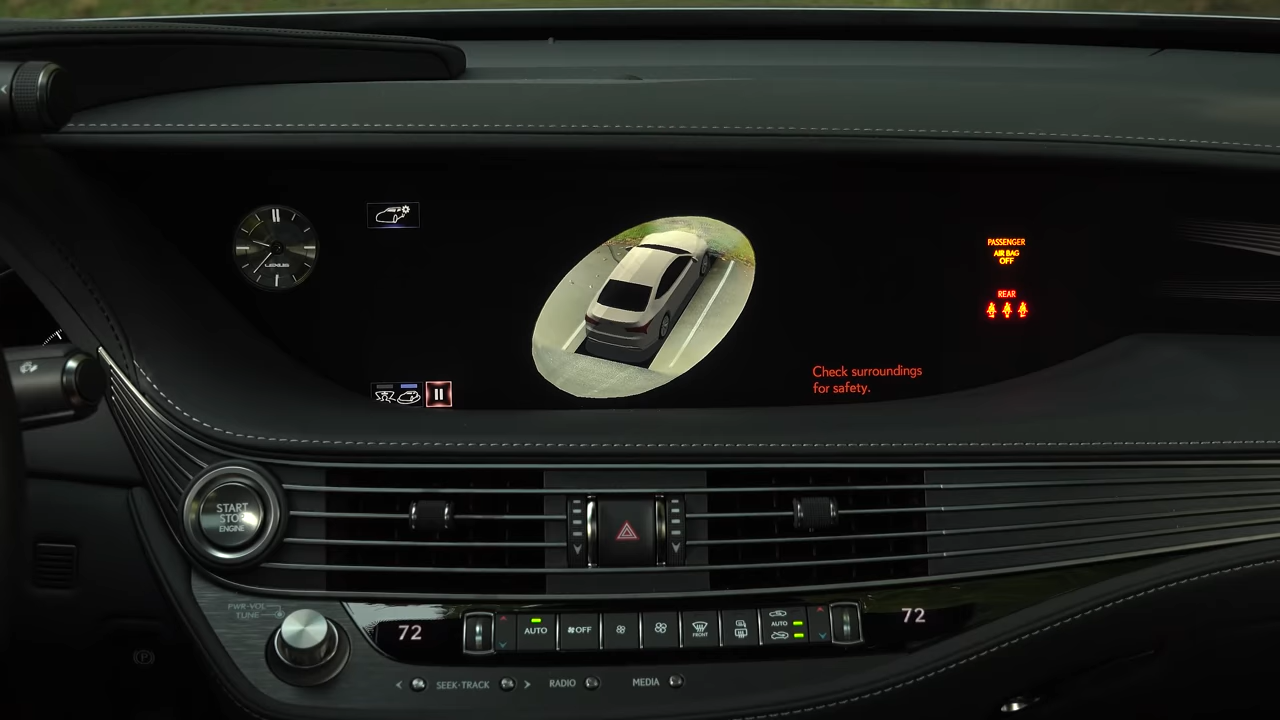 LEXUS
PASSENGER
AIR BAG
OFF
REAR
Check surroundings
for safety.
START
STOP
ENGINE
PWR•VOL
TUNE
72
AUTO
OFF
FRONT
AUTO
72
SEEK•TRACK
RADIO
MEDIA